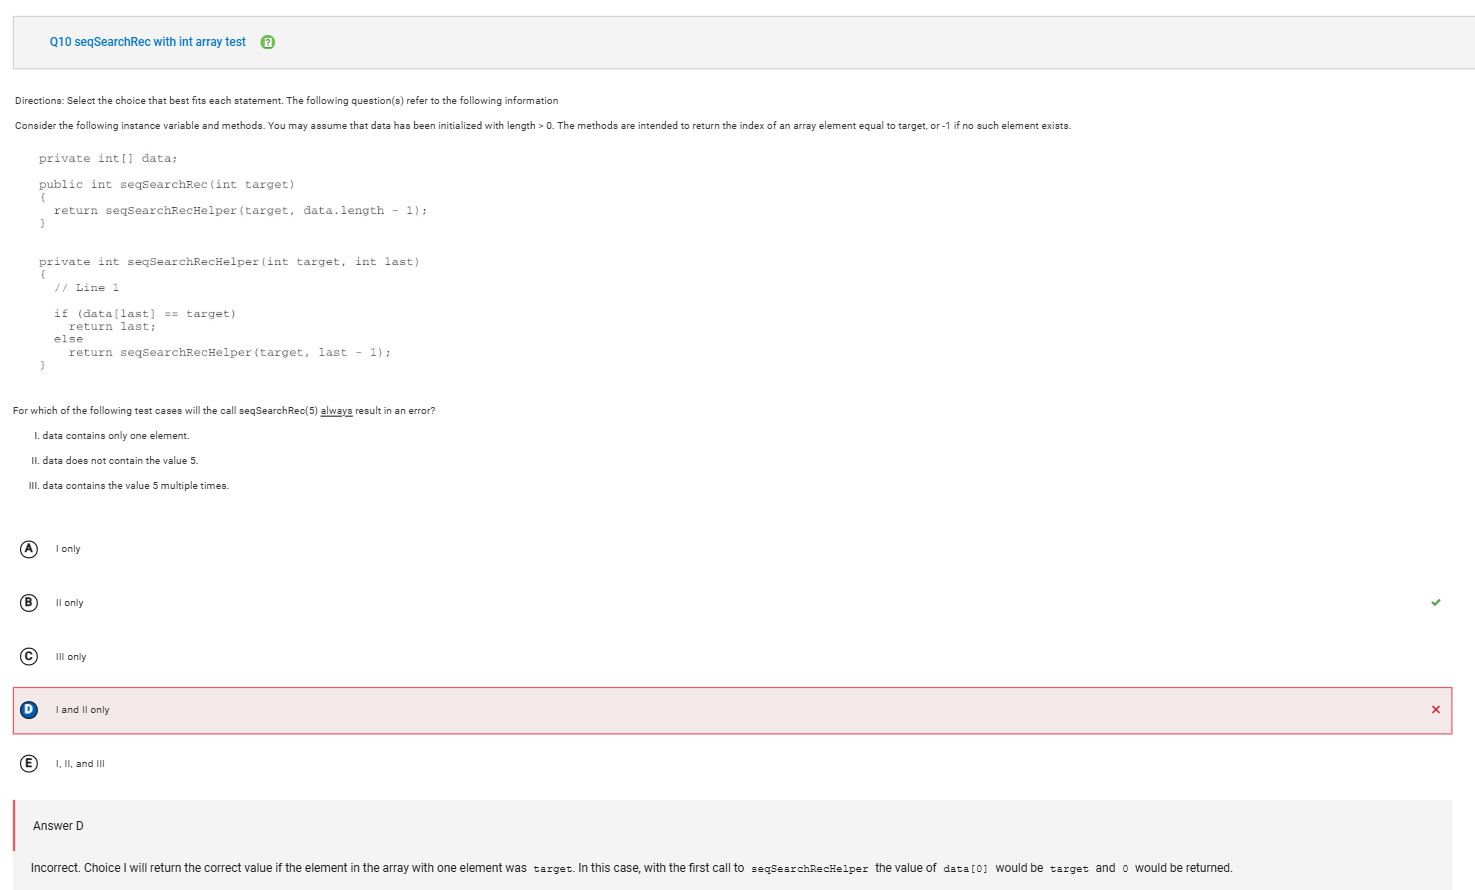 Q10 seqSearchRec with int array test
Directions: Select the choice that best fits each statement. The following question(s) refer to the following information
Consider the following instance variable and methods. You may assume that data has been initialized with length > 0. The methods are intended to return the index of an array element equal to target, or -1 if no such element exists.
private int[] data;
public int seqSearchRec(int target)
{
  return seqSearchRecHelper(target, data.length - 1);
}
private int seqSearchRecHelper(int target, int last)
{
  // Line 1
  if (data[last] == target)
    return last;
  else
    return seqSearchRecHelper(target, last - 1);
}
For which of the following test cases will the call seqSearchRec(5) always result in an error?
I. data contains only one element.
II. data does not contain the value 5.
III. data contains the value 5 multiple times.
A I only
B II only
C III only
D I and II only
E I, II, and III
Answer D
Incorrect. Choice I will return the correct value if the element in the array with one element was target. In this case, with the first call to seqSearchRecHelper the value of data[0] would be target and 0 would be returned.